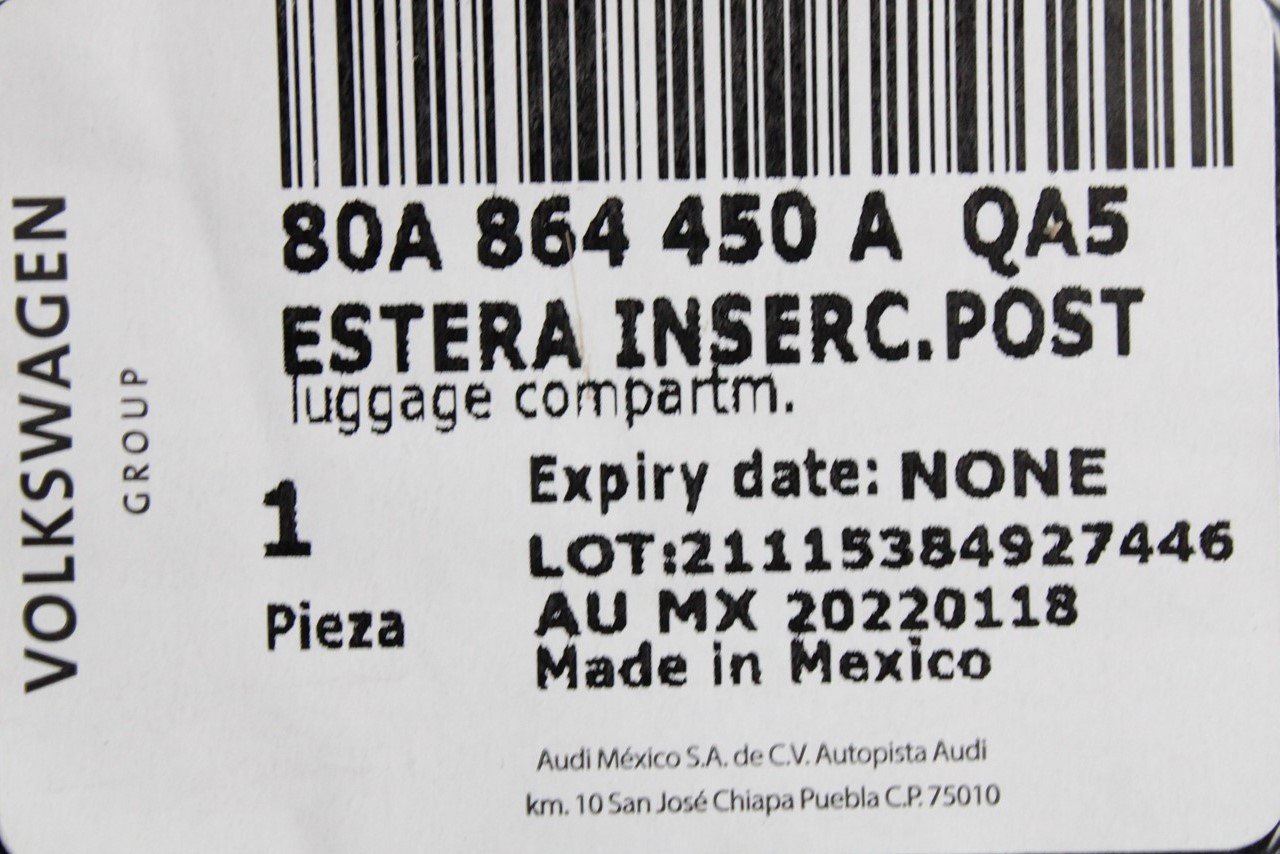 VOLKSWAGEN
GROUP
80A 864 450 A QA5
ESTERA INSERC.POST
luggage compartm.
1
Pieza
Expiry date: NONE
LOT:21115384927446
AU MX 20220118
Made in Mexico
Audi México S.A. de C.V. Autopista Audi
km. 10 San José Chiapa Puebla C.P. 75010